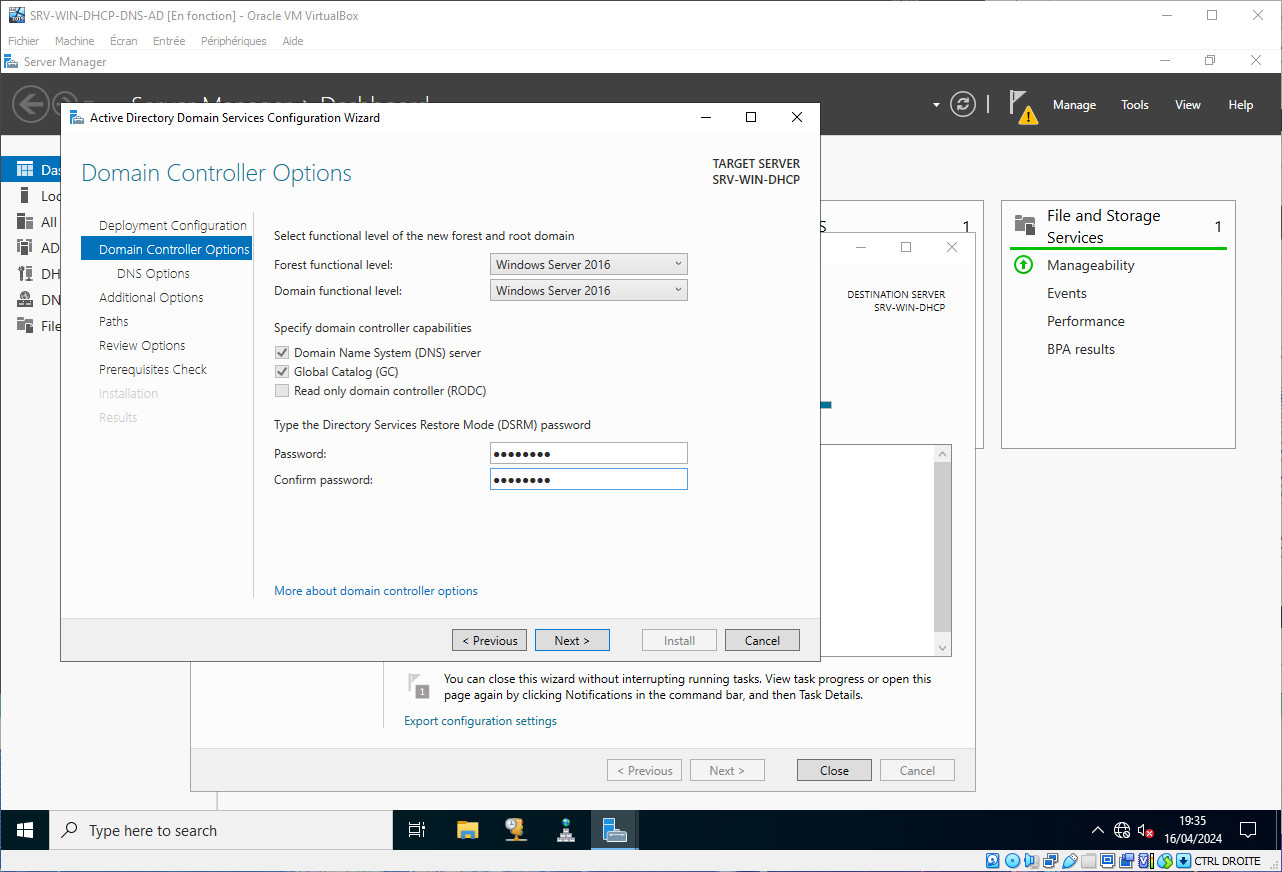 SRV-WIN-DHCP-DNS-AD [En fonction] - Oracle VM VirtualBox
Fichier Machine Écran Entrée Périphériques Aide
Server Manager
Manage Tools View Help
Active Directory Domain Services Configuration Wizard
Domain Controller Options
TARGET SERVER
SRV-WIN-DHCP
Deployment Configuration
Domain Controller Options
DNS Options
Additional Options
Paths
Review Options
Prerequisites Check
Installation
Results
Select functional level of the new forest and root domain
Forest functional level: Windows Server 2016
Domain functional level: Windows Server 2016
Specify domain controller capabilities
Domain Name System (DNS) server
Global Catalog (GC)
Read only domain controller (RODC)
Type the Directory Services Restore Mode (DSRM) password
Password: ●●●●●●●●
Confirm password: ●●●●●●●●
More about domain controller options
< Previous Next > Install Cancel
Das
Loc
All
AD
DH
DN
File
S 1
DESTINATION SERVER
SRV-WIN-DHCP
File and Storage
Services 1
Manageability
Events
Performance
BPA results
1
You can close this wizard without interrupting running tasks. View task progress or open this
page again by clicking Notifications in the command bar, and then Task Details.
Export configuration settings
< Previous Next > Close Cancel
Type here to search
19:35
16/04/2024
CTRL DROITE